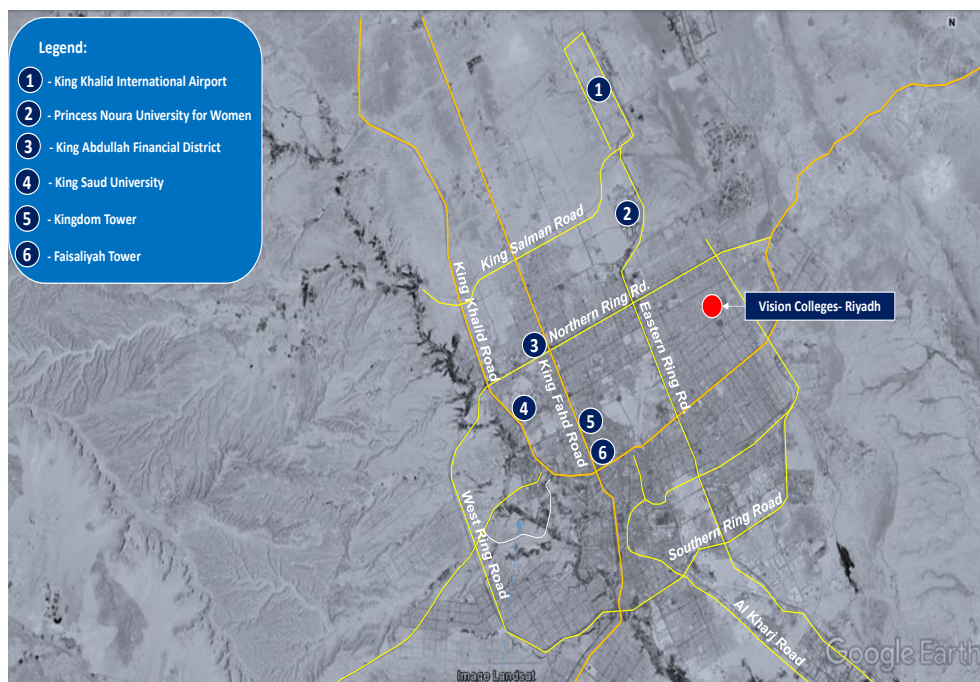 N
Legend:
1 - King Khalid International Airport
2 - Princess Noura University for Women
3 - King Abdullah Financial District
4 - King Saud University
5 - Kingdom Tower
6 - Faisaliyah Tower
1
2
King Salman Road
King Khalid Road
Northern Ring Rd.
Eastern Ring Rd.
Vision Colleges- Riyadh
3
King Fahd Road
4
5
6
West Ring Road
Southern Ring Road
Al Kharj Road
Google Earth
Image Landsat